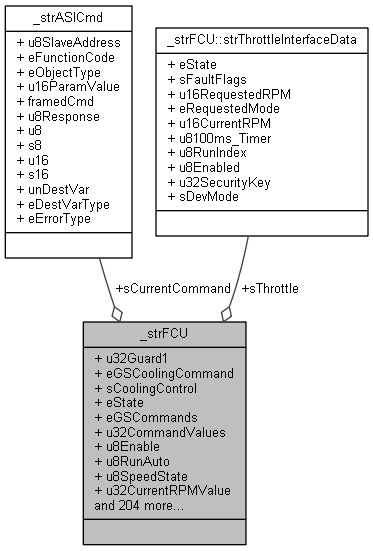 _strASICmd
+ u8SlaveAddress
+ eFunctionCode
+ eObjectType
+ u16ParamValue
+ framedCmd
+ u8Response
+ u8
+ s8
+ u16
+ s16
+ unDestVar
+ eDestVarType
+ eErrorType
_strFCU::strThrottleInterfaceData
+ eState
+ sFaultFlags
+ u16RequestedRPM
+ eRequestedMode
+ u16CurrentRPM
+ u8100ms_Timer
+ u8RunIndex
+ u8Enabled
+ u32SecurityKey
+ sDevMode
+sCurrentCommand
+sThrottle
_strFCU
+ u32Guard1
+ eGSCoolingCommand
+ sCoolingControl
+ eState
+ eGSCommands
+ u32CommandValues
+ u8Enable
+ u8RunAuto
+ u8SpeedState
+ u32CurrentRPMValue
and 204 more...